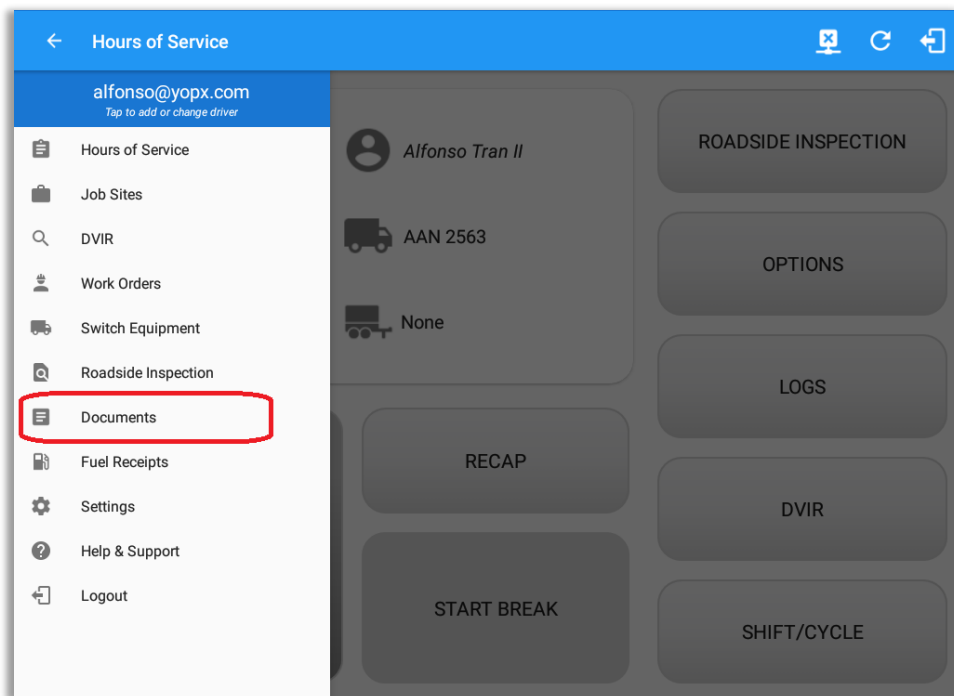 Hours of Service
alfonso@yopx.com
Tap to add or change driver
Hours of Service
Job Sites
DVIR
Work Orders
Switch Equipment
Roadside Inspection
Documents
Fuel Receipts
Settings
Help & Support
Logout
Alfonso Tran II
AAN 2563
None
RECAP
START BREAK
ROADSIDE INSPECTION
OPTIONS
LOGS
DVIR
SHIFT/CYCLE